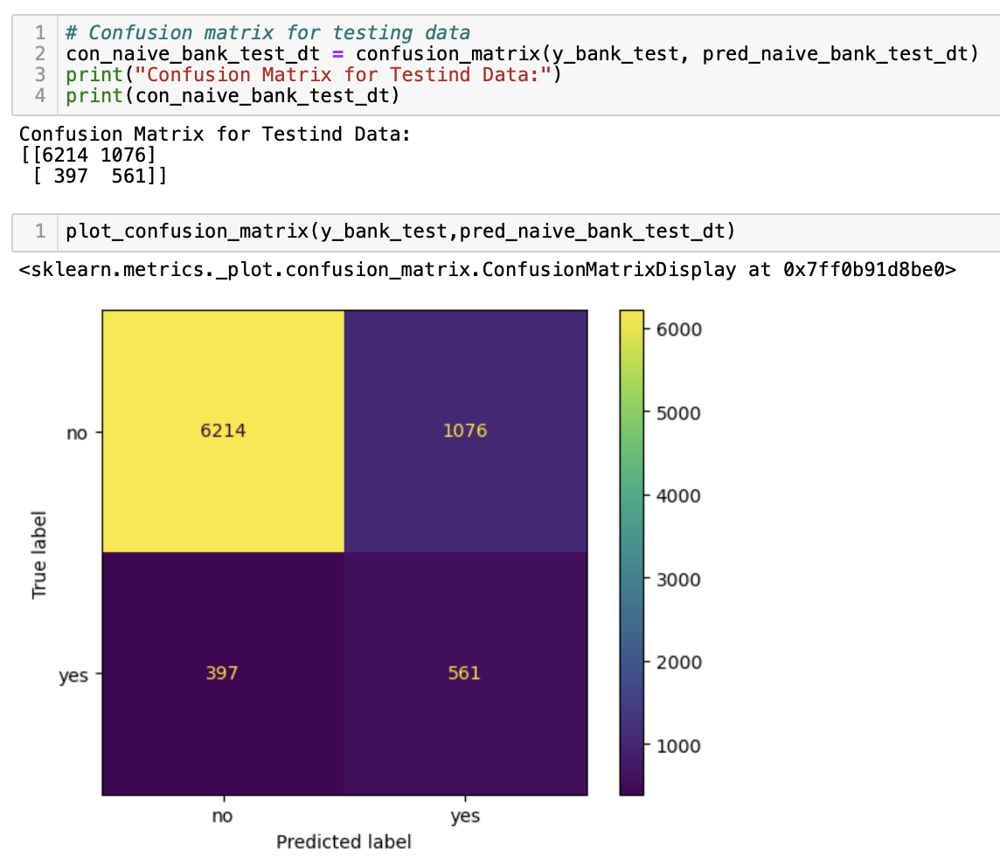 1 # Confusion matrix for testing data
2 con_naive_bank_test_dt = confusion_matrix(y_bank_test, pred_naive_bank_test_dt)
3 print("Confusion Matrix for Testind Data:")
4 print(con_naive_bank_test_dt)
Confusion Matrix for Testind Data:
[[6214 1076]
 [ 397  561]]
1 plot_confusion_matrix(y_bank_test,pred_naive_bank_test_dt)
<sklearn.metrics._plot.confusion_matrix.ConfusionMatrixDisplay at 0x7ff0b91d8be0>
6000
5000
4000
3000
2000
1000
no 6214 1076
True label
yes 397 561
no yes
Predicted label